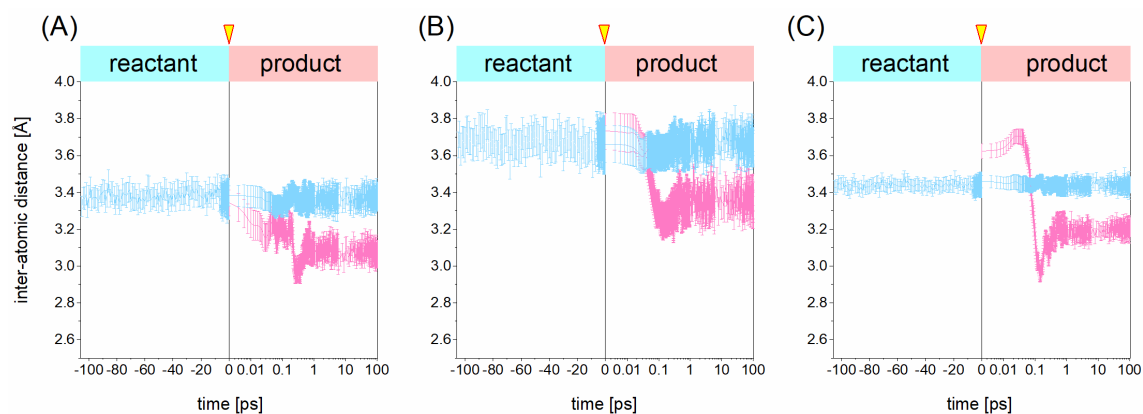 (A) (B) (C)
reactant product reactant product reactant product
4.0 4.0 4.0
3.8 3.8 3.8
3.6 3.6 3.6
3.4 3.4 3.4
3.2 3.2 3.2
3.0 3.0 3.0
2.8 2.8 2.8
2.6 2.6 2.6
inter-atomic distance [Å]
-100 -80 -60 -40 -20 0 0.01 0.1 1 10 100 -100 -80 -60 -40 -20 0 0.01 0.1 1 10 100 -100 -80 -60 -40 -20 0 0.01 0.1 1 10 100
time [ps] time [ps] time [ps]